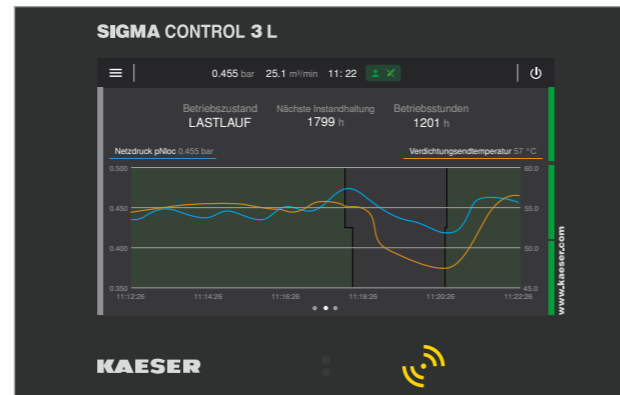 SIGMA CONTROL 3 L
0.455 bar 25.1 m³/min 11: 22
Betriebszustand Nächste Instandhaltung Betriebsstunden
LASTLAUF 1799 h 1201 h
Netzdruck pNloc 0.455 bar Verdichtungsendtemperatur 57 °C
0.500 60.0
0.450 55.0
0.400 50.0
0.350 45.0
11:12:26 11:14:26 11:16:26 11:18:26 11:20:26 11:22:26
www.kaeser.com
KAESER